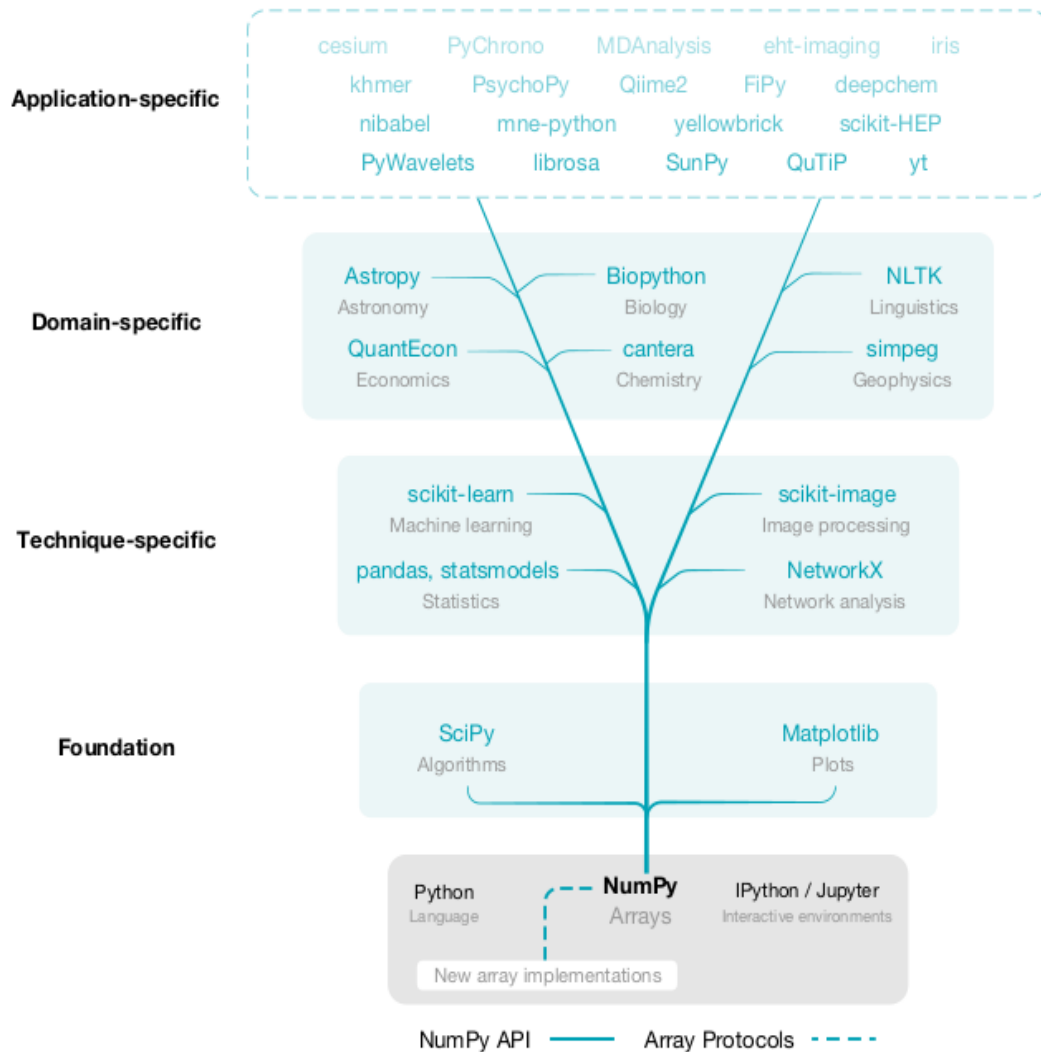 cesium PyChrono MDAnalysis eht-imaging iris
khmer PsychoPy Qiime2 FiPy deepchem
Application-specific
nibabel mne-python yellowbrick scikit-HEP
PyWavelets librosa SunPy QuTiP yt
Astropy Biopython NLTK
Astronomy Biology Linguistics
Domain-specific
QuantEcon cantera simpeg
Economics Chemistry Geophysics
scikit-learn scikit-image
Machine learning Image processing
Technique-specific
pandas, statsmodels NetworkX
Statistics Network analysis
SciPy Matplotlib
Foundation
Algorithms Plots
Python NumPy IPython / Jupyter
Language Arrays Interactive environments
New array implementations
NumPy API Array Protocols